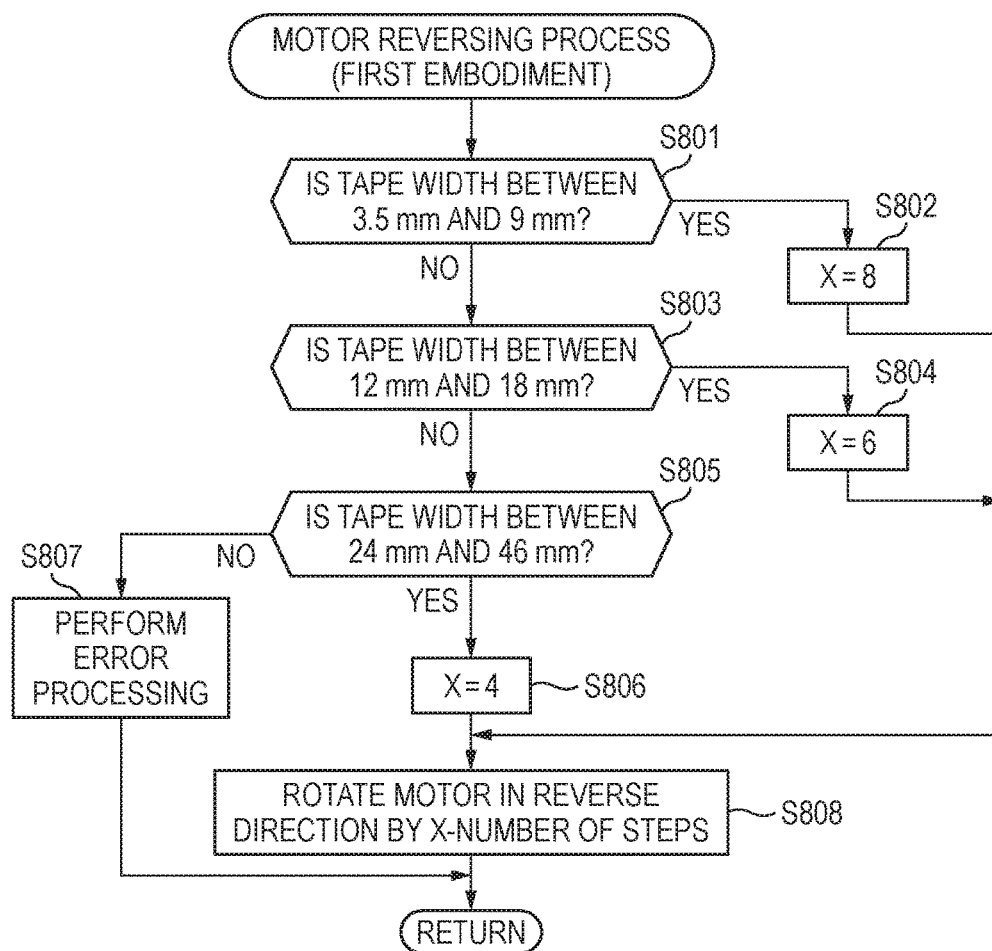 MOTOR REVERSING PROCESS
(FIRST EMBODIMENT)
S801
IS TAPE WIDTH BETWEEN
3.5 mm AND 9 mm?
YES
S802
NO
X = 8
S803
IS TAPE WIDTH BETWEEN
12 mm AND 18 mm?
YES
S804
NO
X = 6
S805
IS TAPE WIDTH BETWEEN
24 mm AND 46 mm?
NO
S807
YES
PERFORM
ERROR
PROCESSING
X = 4
S806
ROTATE MOTOR IN REVERSE
DIRECTION BY X-NUMBER OF STEPS
S808
RETURN